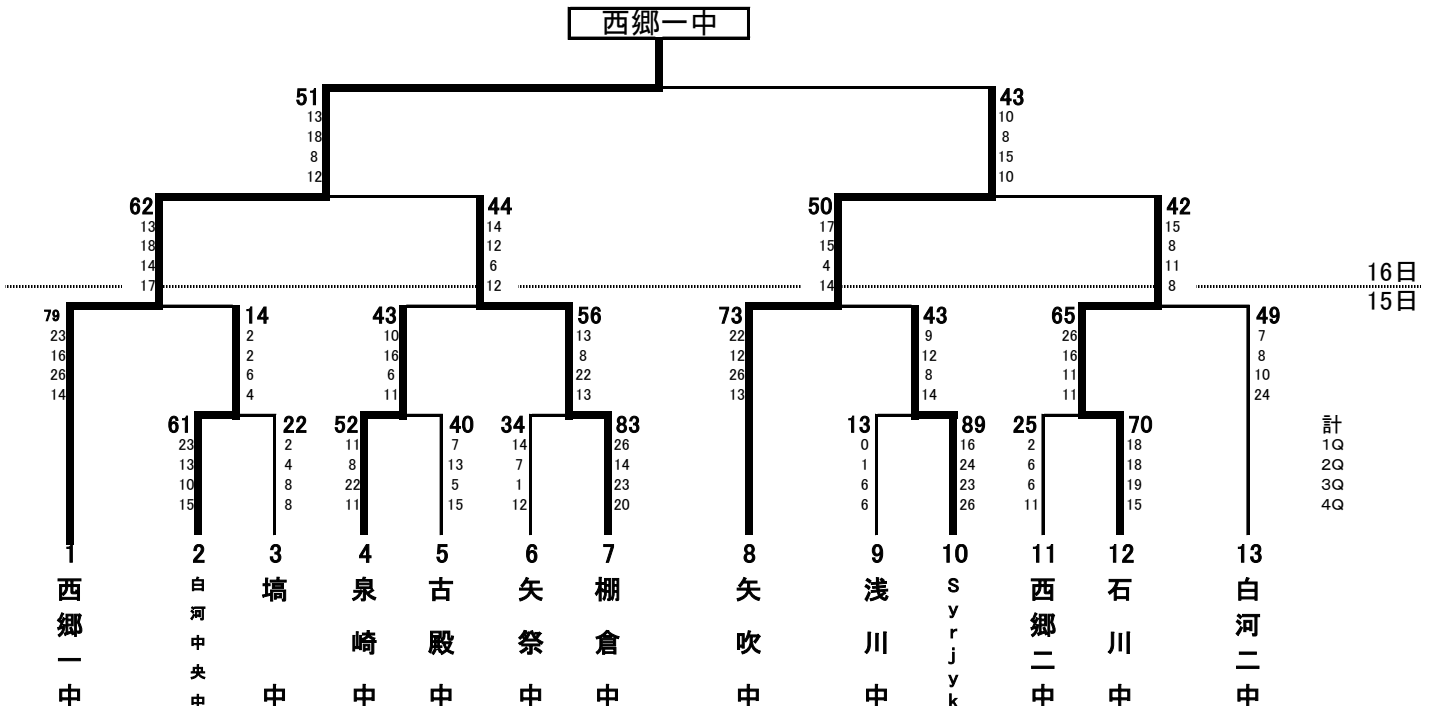 西郷一中
51 43
13 10
18 8
8 15
12 10
62 44 50 42
13 14 17 15
18 12 15 8
14 6 4 11
17 12 14 8
16日
15日
79 14 43 56 73 43 65 49
23 2 10 13 22 9 26 7
16 2 16 8 12 12 16 8
26 6 6 22 26 8 11 10
14 4 11 13 13 14 11 24
61 22 52 40 34 83 13 89 25 70 計
23 2 11 7 14 26 0 16 2 18 1Q
13 4 8 13 7 14 1 24 6 18 2Q
10 8 22 5 1 23 6 23 6 19 3Q
15 8 11 15 12 20 6 26 11 15 4Q
1 2 3 4 5 6 7 8 9 10 11 12 13
西郷一中
白河中央中
塙中
泉崎中
古殿中
矢祭中
棚倉中
矢吹中
浅川中
Syrjyk
西郷二中
石川中
白河二中